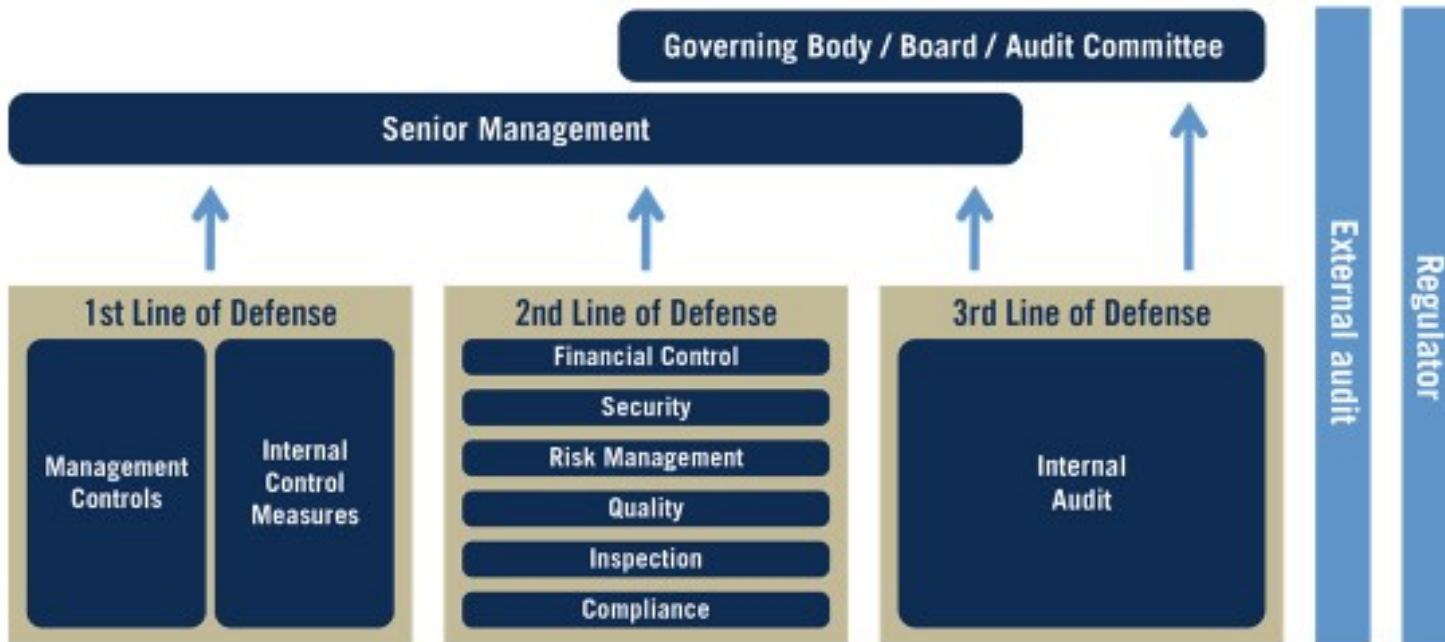 Governing Body / Board / Audit Committee
Senior Management
1st Line of Defense
Management
Controls
Internal
Control
Measures
2nd Line of Defense
Financial Control
Security
Risk Management
Quality
Inspection
Compliance
3rd Line of Defense
Internal
Audit
External audit
Regulator